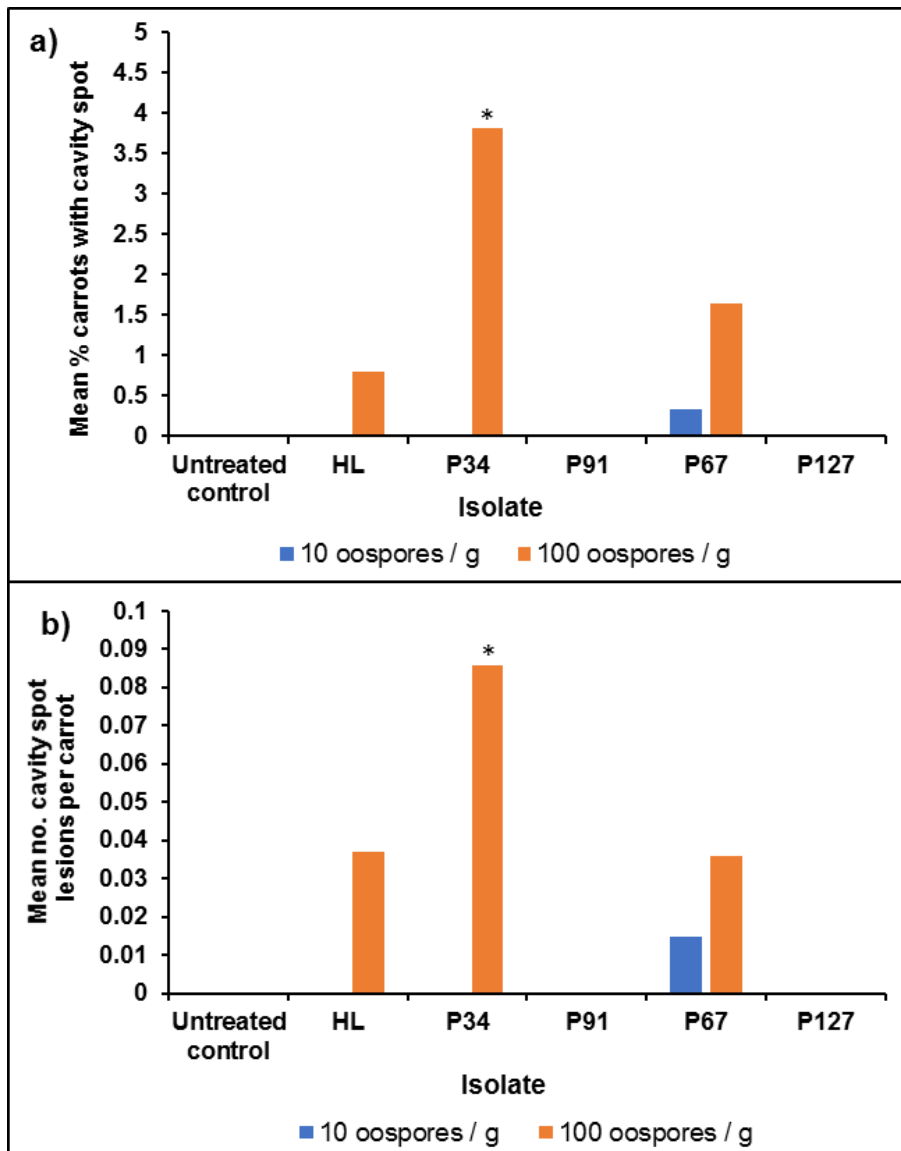 a)
Mean % carrots with cavity spot
5
4.5
4
3.5
3
2.5
2
1.5
1
0.5
0
*
Untreated control HL P34 P91 P67 P127
Isolate
10 oospores / g 100 oospores / g
b)
Mean no. cavity spot
lesions per carrot
0.1
0.09
0.08
0.07
0.06
0.05
0.04
0.03
0.02
0.01
0
*
Untreated control HL P34 P91 P67 P127
Isolate
10 oospores / g 100 oospores / g